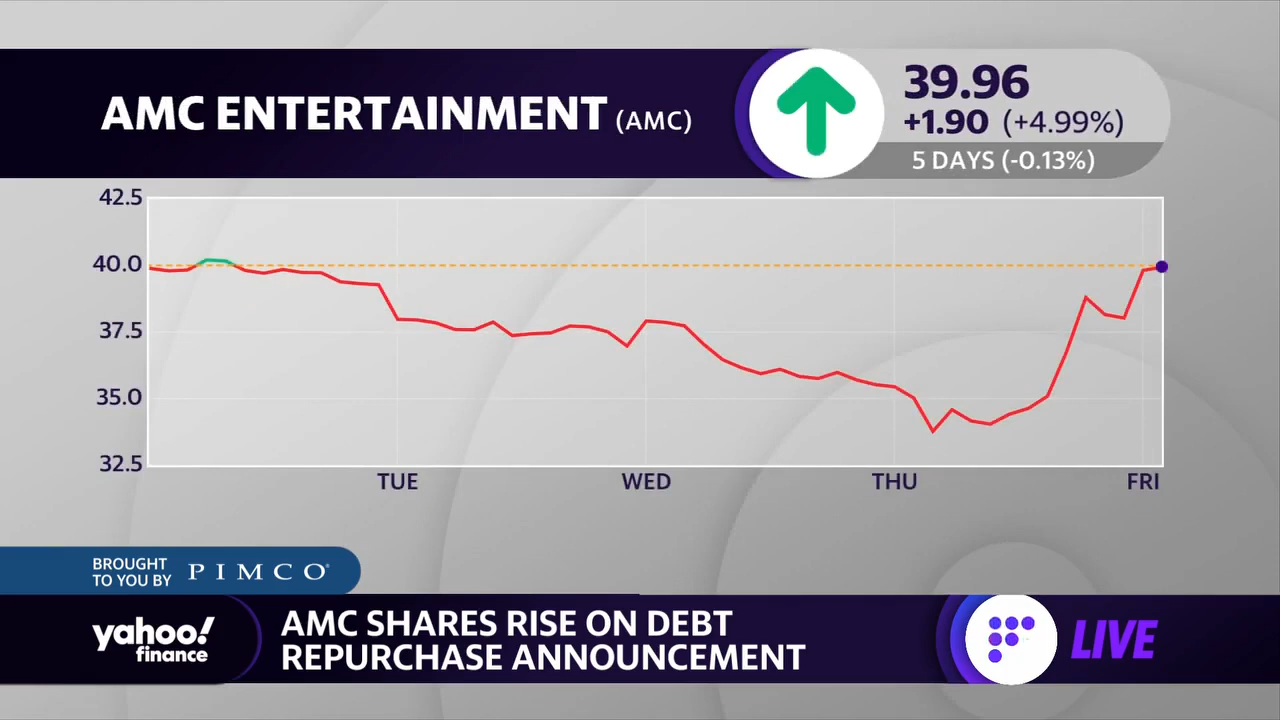 AMC ENTERTAINMENT (AMC)
39.96
+1.90 (+4.99%)
5 DAYS (-0.13%)
42.5
40.0
37.5
35.0
32.5
TUE WED THU FRI
BROUGHT
TO YOU BY
PIMCO®
yahoo!
finance
AMC SHARES RISE ON DEBT
REPURCHASE ANNOUNCEMENT
LIVE